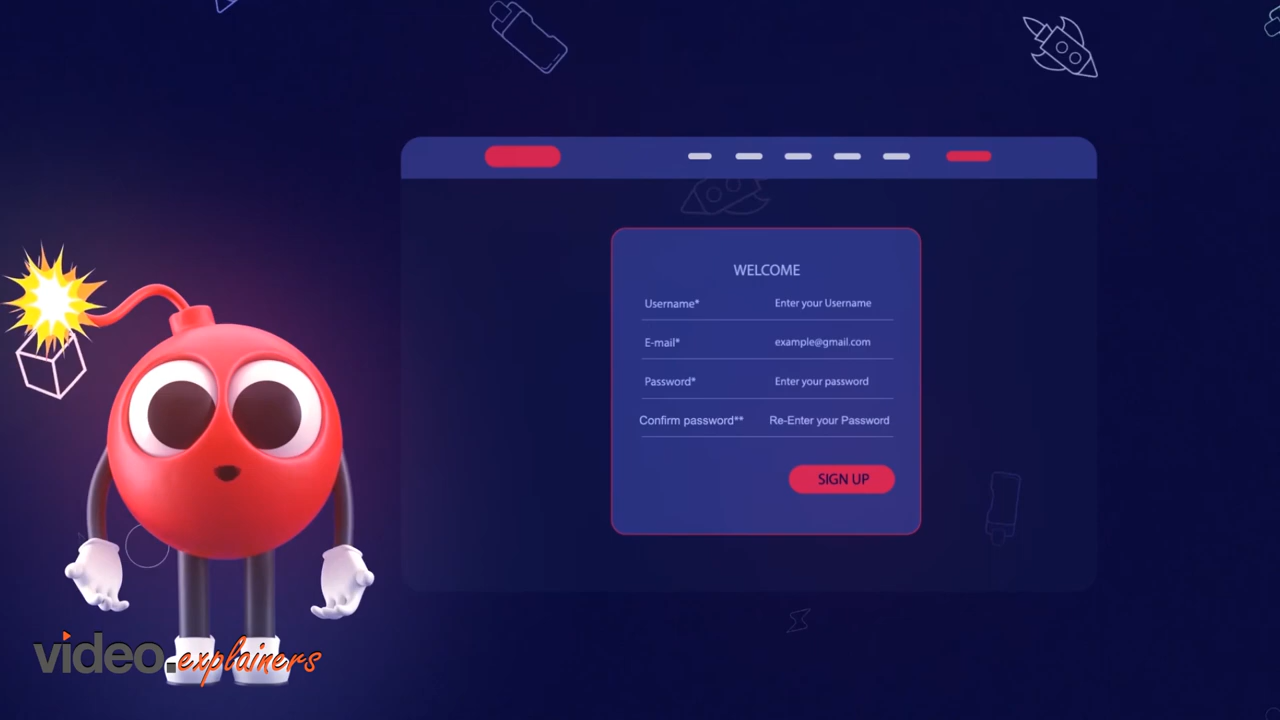 WELCOME
Username* Enter your Username
E-mail* example@gmail.com
Password* Enter your password
Confirm password** Re-Enter your Password
SIGN UP
video.explainers